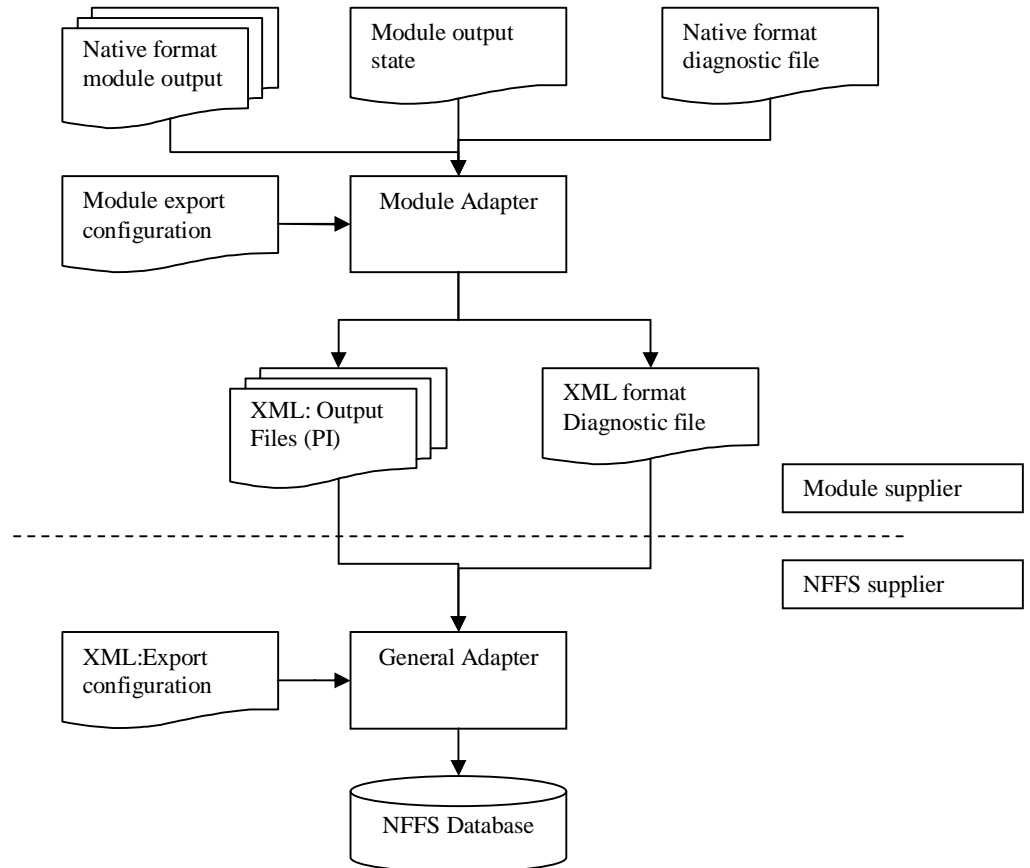 Native format
module output
Module output
state
Native format
diagnostic file
Module export
configuration
Module Adapter
XML: Output
Files (PI)
XML format
Diagnostic file
Module supplier
NFFS supplier
XML:Export
configuration
General Adapter
NFFS Database